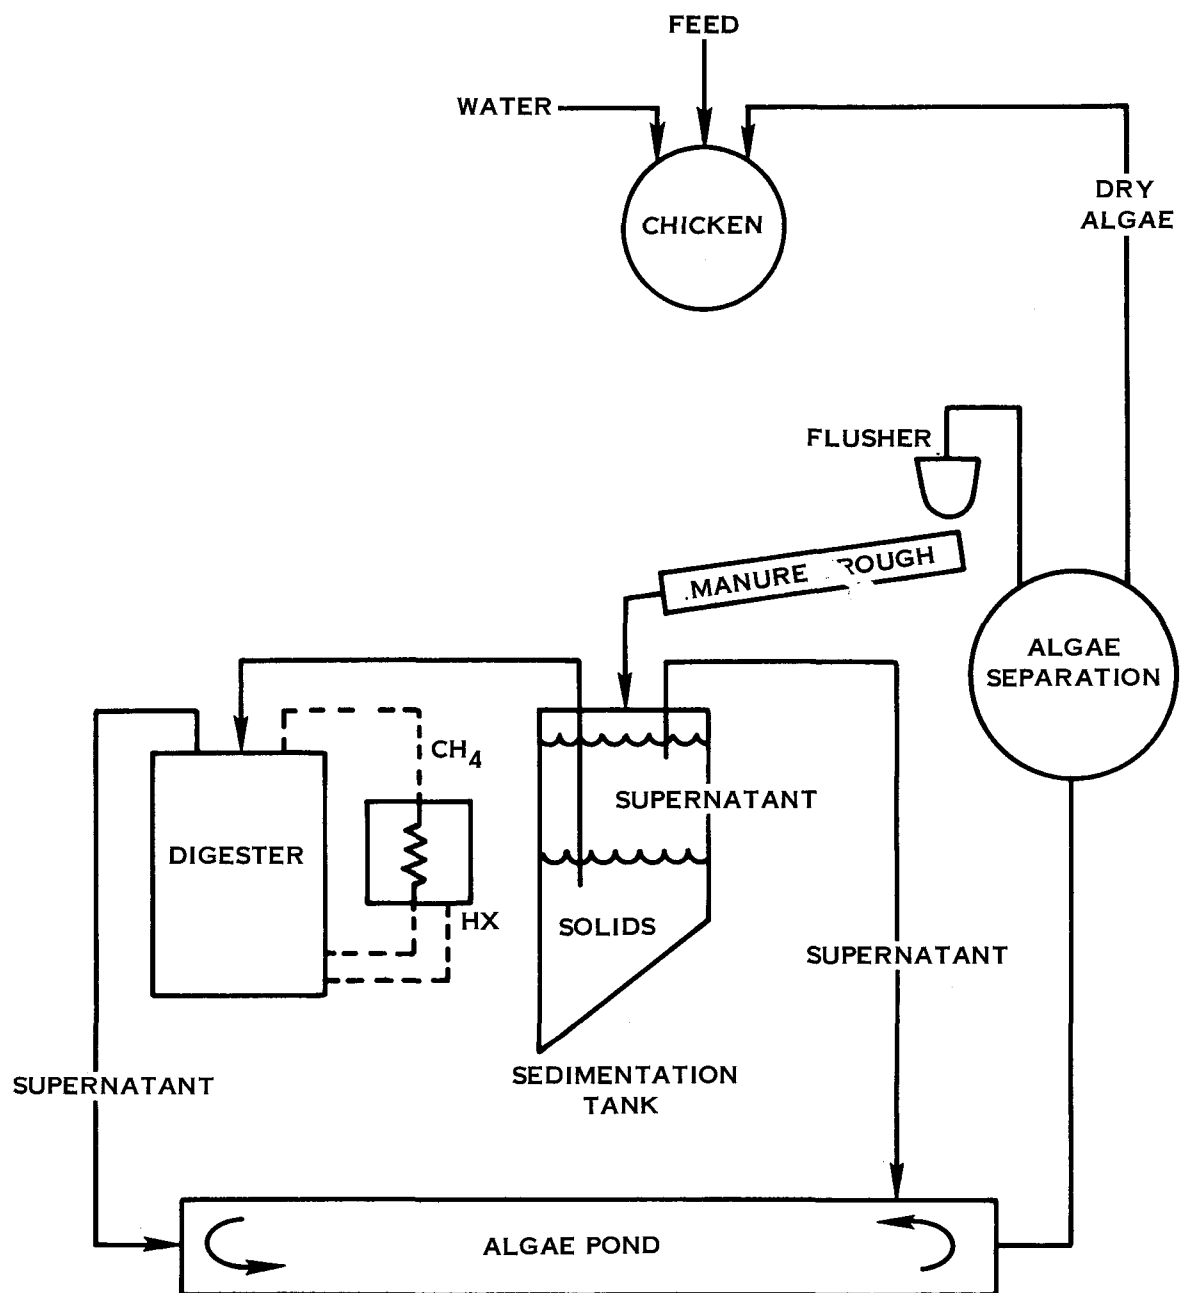 FEED
WATER
CHICKEN
DRY
ALGAE
FLUSHER
MANURE ROUGH
ALGAE
SEPARATION
CH4
SUPERNATANT
DIGESTER
HX
SOLIDS
SUPERNATANT
SEDIMENTATION
TANK
SUPERNATANT
ALGAE POND